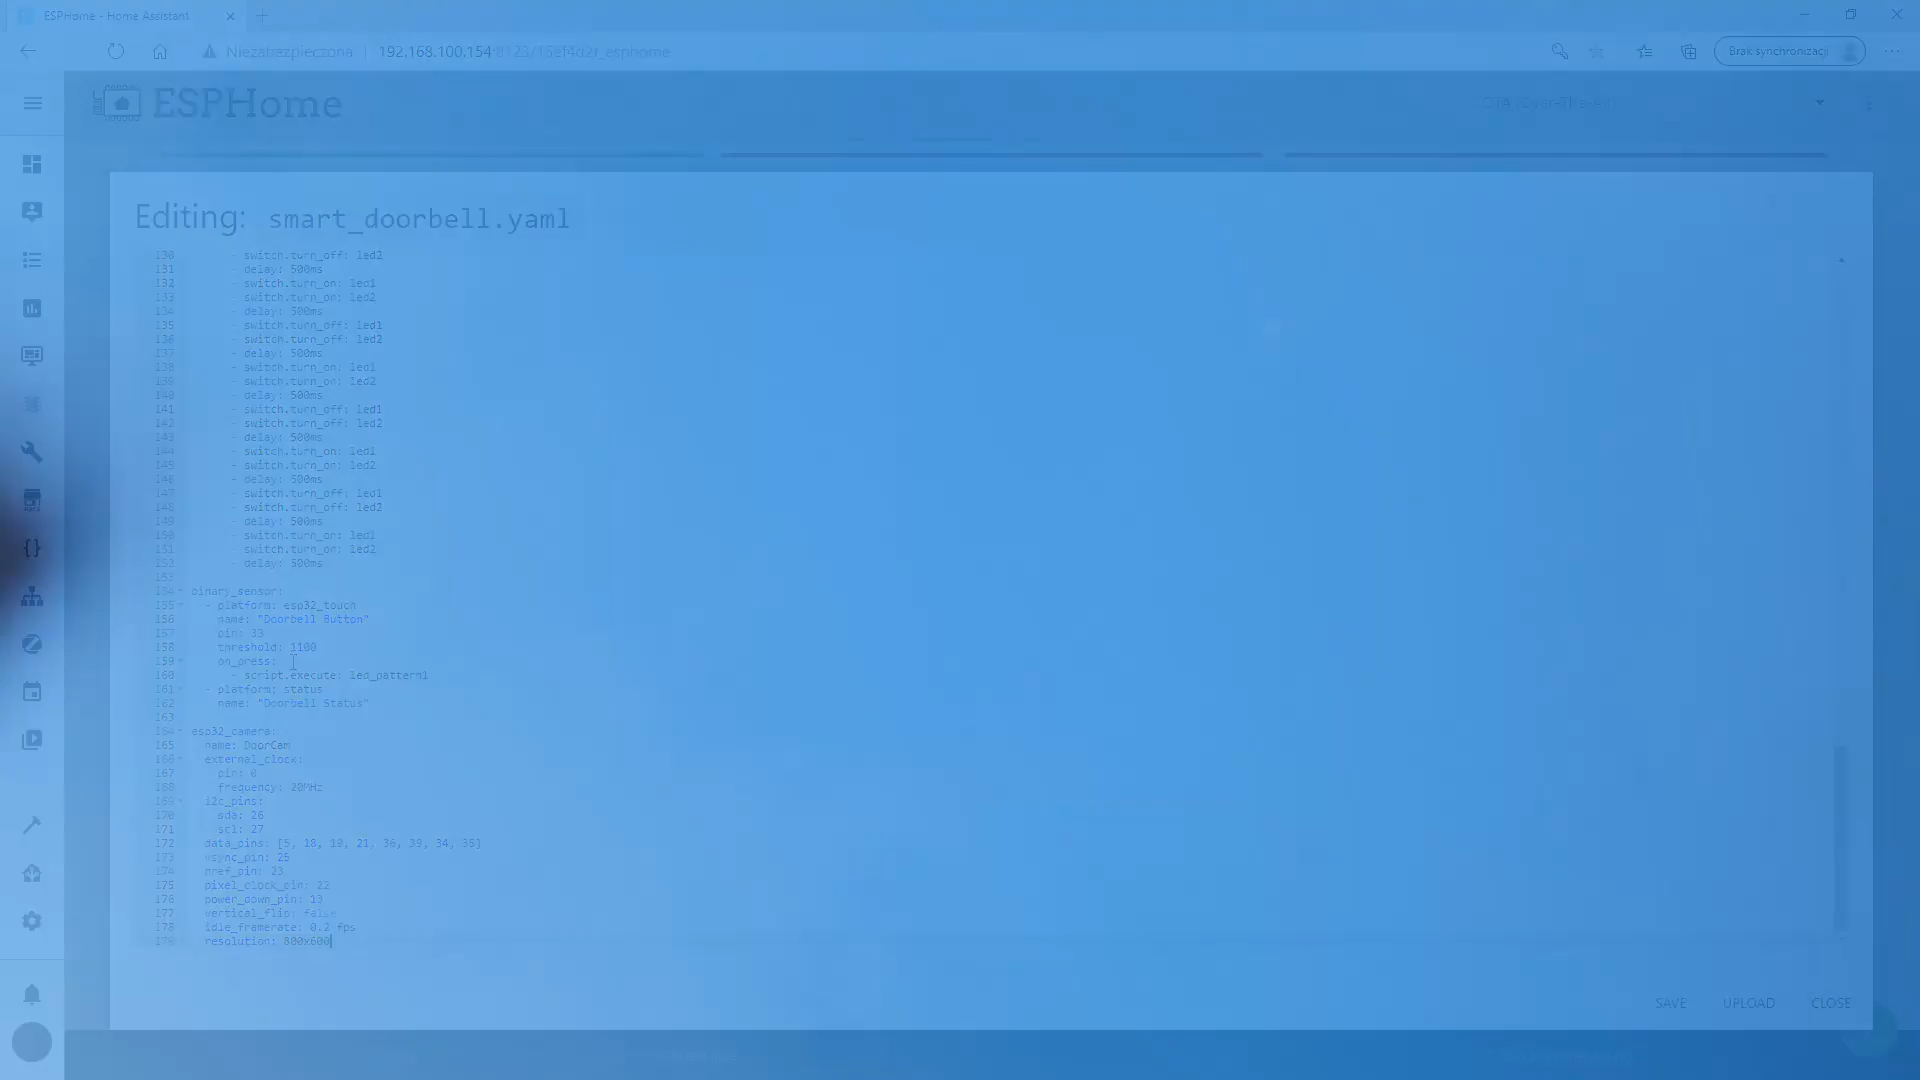 ESPHome - Home Assistant
Niezabezpieczona 192.168.100.154:8123/15ef4d2f_esphome
Brak synchronizacji
ESPHome
OTA (Over-The-Air)
Editing: smart_doorbell.yaml
130 - switch.turn_off: led2
131 - delay: 500ms
132 - switch.turn_on: led1
133 - switch.turn_on: led2
134 - delay: 500ms
135 - switch.turn_off: led1
136 - switch.turn_off: led2
137 - delay: 500ms
138 - switch.turn_on: led1
139 - switch.turn_on: led2
140 - delay: 500ms
141 - switch.turn_off: led1
142 - switch.turn_off: led2
143 - delay: 500ms
144 - switch.turn_on: led1
145 - switch.turn_on: led2
146 - delay: 500ms
147 - switch.turn_off: led1
148 - switch.turn_off: led2
149 - delay: 500ms
150 - switch.turn_on: led1
151 - switch.turn_on: led2
152 - delay: 500ms
153
154 binary_sensor:
155 - platform: esp32_touch
156 name: "Doorbell Button"
157 pin: 33
158 threshold: 1100
159 on_press:
160 - script.execute: led_pattern1
161 - platform: status
162 name: "Doorbell Status"
163
164 esp32_camera:
165 name: DoorCam
166 external_clock:
167 pin: 0
168 frequency: 20MHz
169 i2c_pins:
170 sda: 26
171 scl: 27
172 data_pins: [5, 18, 19, 21, 36, 39, 34, 35]
173 vsync_pin: 25
174 href_pin: 23
175 pixel_clock_pin: 22
176 power_down_pin: 13
177 vertical_flip: false
178 idle_framerate: 0.2 fps
179 resolution: 800x600
SAVE UPLOAD CLOSE